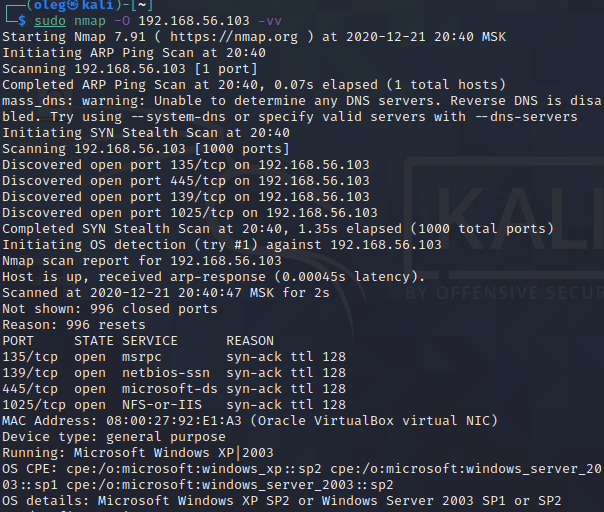 (oleg㉿kali)-[~]
$ sudo nmap -O 192.168.56.103 -vv
Starting Nmap 7.91 ( https://nmap.org ) at 2020-12-21 20:40 MSK
Initiating ARP Ping Scan at 20:40
Scanning 192.168.56.103 [1 port]
Completed ARP Ping Scan at 20:40, 0.07s elapsed (1 total hosts)
mass_dns: warning: Unable to determine any DNS servers. Reverse DNS is disa
bled. Try using --system-dns or specify valid servers with --dns-servers
Initiating SYN Stealth Scan at 20:40
Scanning 192.168.56.103 [1000 ports]
Discovered open port 135/tcp on 192.168.56.103
Discovered open port 445/tcp on 192.168.56.103
Discovered open port 139/tcp on 192.168.56.103
Discovered open port 1025/tcp on 192.168.56.103
Completed SYN Stealth Scan at 20:40, 1.35s elapsed (1000 total ports)
Initiating OS detection (try #1) against 192.168.56.103
Nmap scan report for 192.168.56.103
Host is up, received arp-response (0.00045s latency).
Scanned at 2020-12-21 20:40:47 MSK for 2s
Not shown: 996 closed ports
Reason: 996 resets
PORT     STATE SERVICE      REASON
135/tcp  open  msrpc        syn-ack ttl 128
139/tcp  open  netbios-ssn  syn-ack ttl 128
445/tcp  open  microsoft-ds syn-ack ttl 128
1025/tcp open  NFS-or-IIS   syn-ack ttl 128
MAC Address: 08:00:27:92:E1:A3 (Oracle VirtualBox virtual NIC)
Device type: general purpose
Running: Microsoft Windows XP|2003
OS CPE: cpe:/o:microsoft:windows_xp::sp2 cpe:/o:microsoft:windows_server_20
03::sp1 cpe:/o:microsoft:windows_server_2003::sp2
OS details: Microsoft Windows XP SP2 or Windows Server 2003 SP1 or SP2
KALI
BY OFFENSIVE SECUR